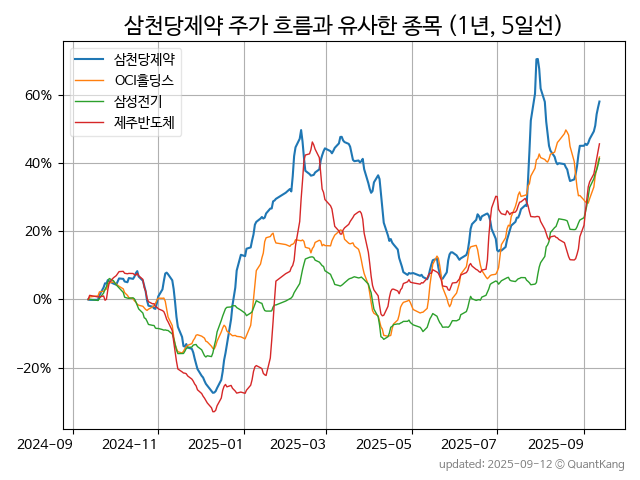 삼천당제약 주가 흐름과 유사한 종목 (1년, 5일선)
삼천당제약
OCI홀딩스
삼성전기
제주반도체
60%
40%
20%
0%
−20%
2024-09
2024-11
2025-01
2025-03
2025-05
2025-07
2025-09
updated: 2025-09-12 © QuantKang